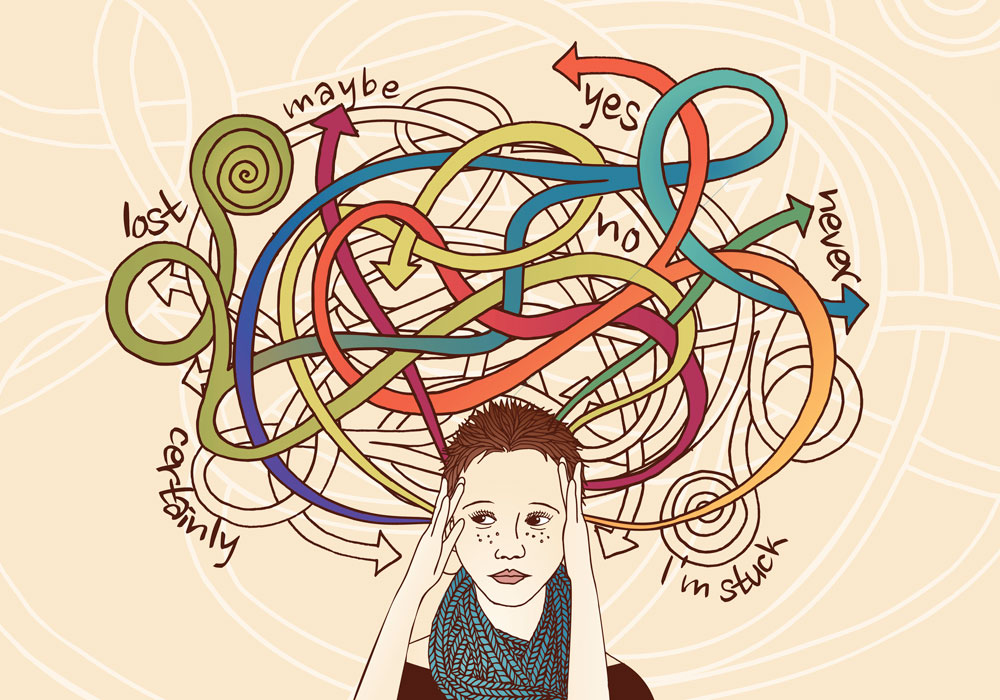 maybe
yes
lost
no
never
certainly
I'm stuck